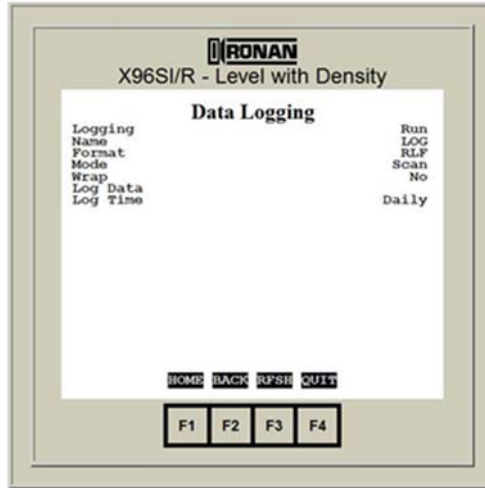 RONAN
X96SI/R - Level with Density
Data Logging
Logging Run
Name LOG
Format RLF
Mode Scan
Wrap No
Log Data
Log Time Daily
HOME BACK RFSH QUIT
F1 F2 F3 F4